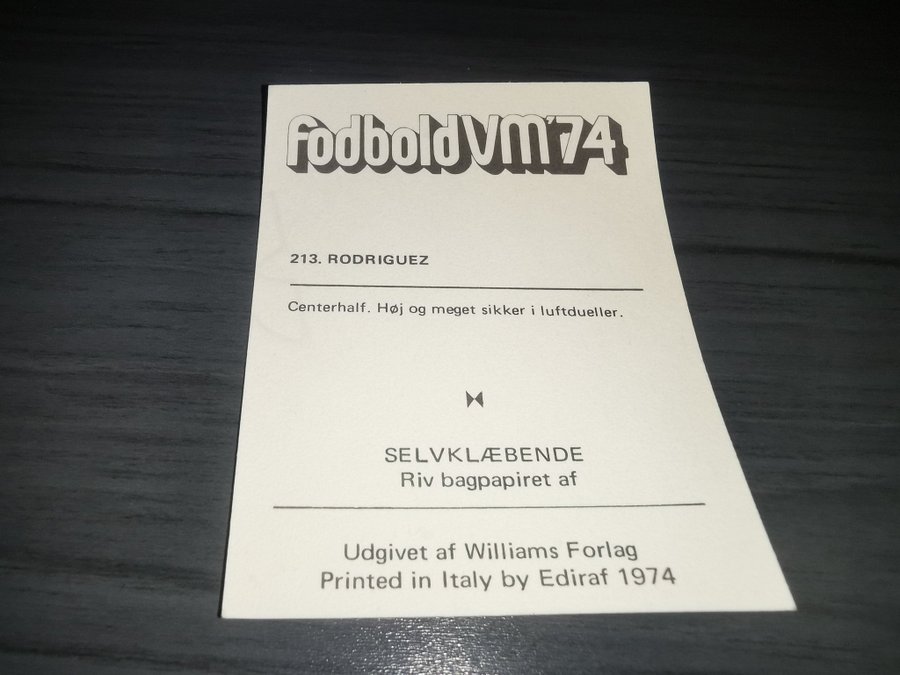 fodboldVM'74
213. RODRIGUEZ
Centerhalf. Høj og meget sikker i luftdueller.
SELVKLÆBENDE
Riv bagpapiret af
Udgivet af Williams Forlag
Printed in Italy by Ediraf 1974